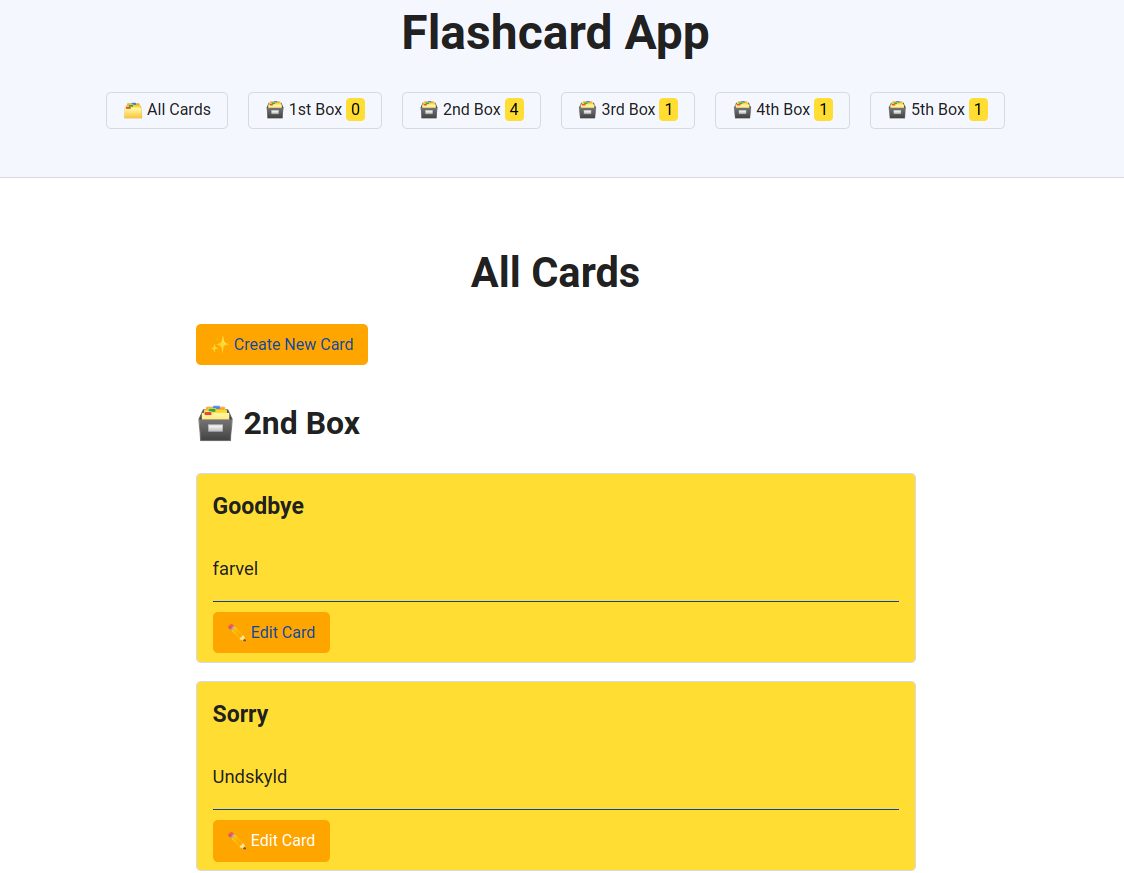 Flashcard App
All Cards 1st Box 0 2nd Box 4 3rd Box 1 4th Box 1 5th Box 1
All Cards
Create New Card
2nd Box
Goodbye
farvel
Edit Card
Sorry
Undskyld
Edit Card